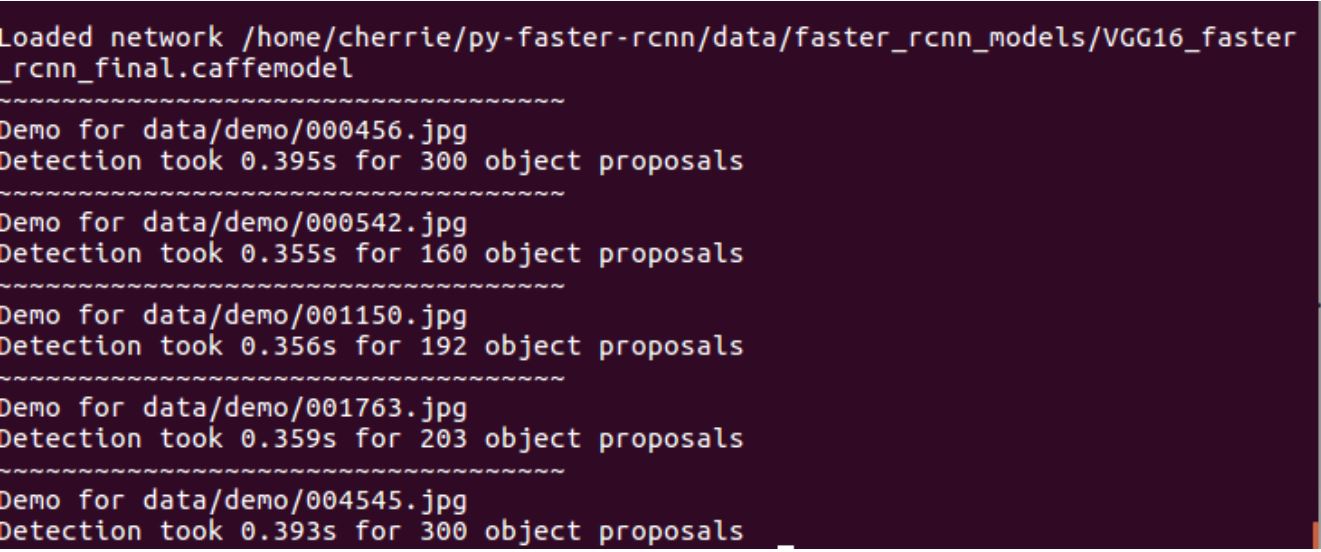 Loaded network /home/cherrie/py-faster-rcnn/data/faster_rcnn_models/VGG16_faster
_rcnn_final.caffemodel
~~~~~~~~~~~~~~~~~~~~~~~~~~~~~~~~~~~
Demo for data/demo/000456.jpg
Detection took 0.395s for 300 object proposals
~~~~~~~~~~~~~~~~~~~~~~~~~~~~~~~~~~~
Demo for data/demo/000542.jpg
Detection took 0.355s for 160 object proposals
~~~~~~~~~~~~~~~~~~~~~~~~~~~~~~~~~~~
Demo for data/demo/001150.jpg
Detection took 0.356s for 192 object proposals
~~~~~~~~~~~~~~~~~~~~~~~~~~~~~~~~~~~
Demo for data/demo/001763.jpg
Detection took 0.359s for 203 object proposals
~~~~~~~~~~~~~~~~~~~~~~~~~~~~~~~~~~~
Demo for data/demo/004545.jpg
Detection took 0.393s for 300 object proposals